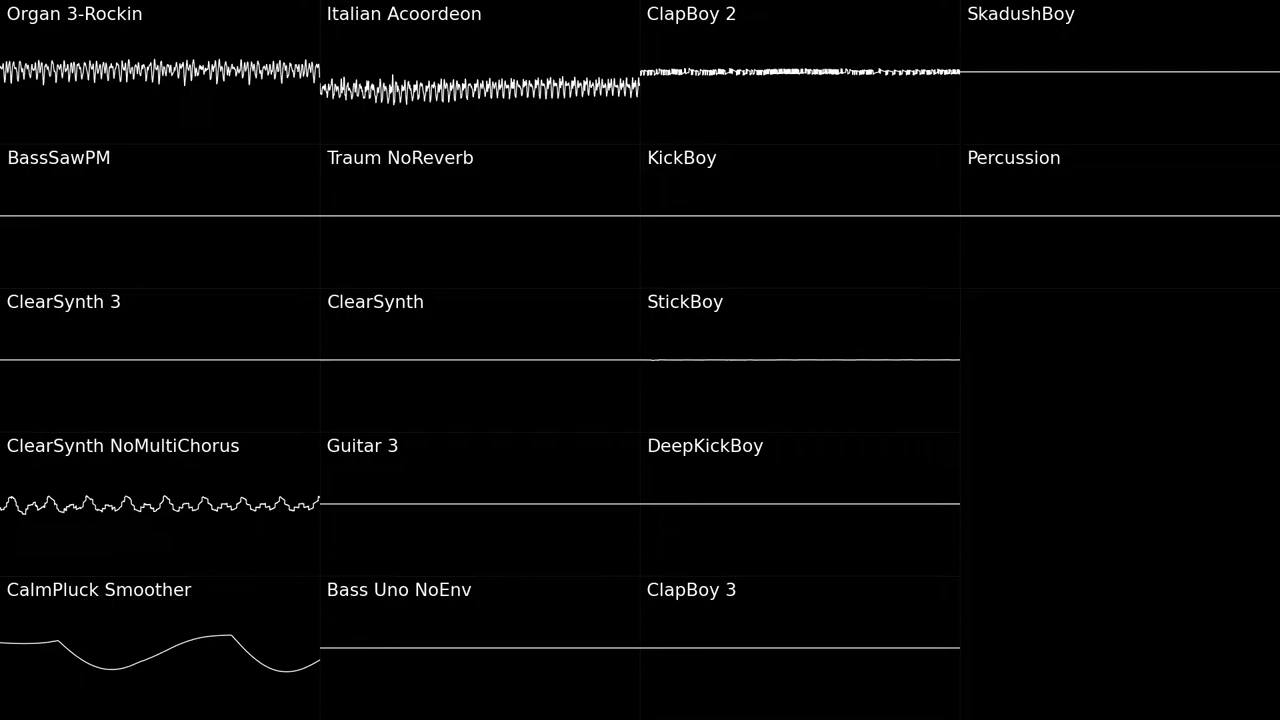 Organ 3-Rockin
Italian Acoordeon
ClapBoy 2
SkadushBoy
BassSawPM
Traum NoReverb
KickBoy
Percussion
ClearSynth 3
ClearSynth
StickBoy
ClearSynth NoMultiChorus
Guitar 3
DeepKickBoy
CalmPluck Smoother
Bass Uno NoEnv
ClapBoy 3